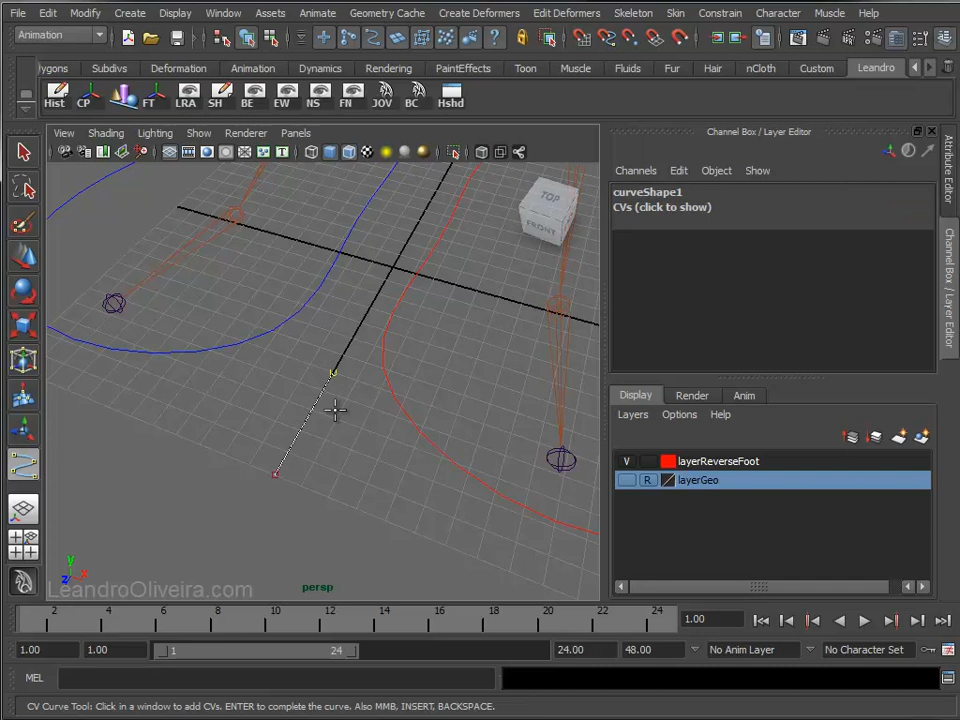 File Edit Modify Create Display Window Assets Animate Geometry Cache Create Deformers Edit Deformers Skeleton Skin Constrain Character Muscle Help
Animation
ygons Subdivs Deformation Animation Dynamics Rendering PaintEffects Toon Muscle Fluids Fur Hair nCloth Custom Leandro
Hist CP FT LRA SH BE EW NS FN JOV BC Hshd
View Shading Lighting Show Renderer Panels
Channel Box / Layer Editor
Channels Edit Object Show
curveShape1
CVs (click to show)
Attribute Editor
Channel Box / Layer Editor
TOP
FRONT
Display Render Anim
Layers Options Help
V layerReverseFoot
R layerGeo
y
z x
LeandroOliveira.com
persp
2 4 6 8 10 12 14 16 18 20 22 24
1.00
1.00 1.00 1 24 24.00 48.00 No Anim Layer No Character Set
MEL
CV Curve Tool: Click in a window to add CVs. ENTER to complete the curve. Also MMB, INSERT, BACKSPACE.